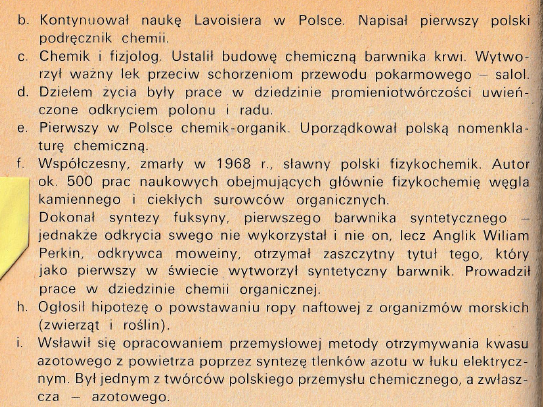 b. Kontynuował naukę Lavoisiera w Polsce. Napisał pierwszy polski
podręcznik chemii.
c. Chemik i fizjolog. Ustalił budowę chemiczną barwnika krwi. Wytwo-
rzył ważny lek przeciw schorzeniom przewodu pokarmowego – salol.
d. Dziełem życia były prace w dziedzinie promieniotwórczości uwień-
czone odkryciem polonu i radu.
e. Pierwszy w Polsce chemik-organik. Uporządkował polską nomenkla-
turę chemiczną.
f. Współczesny, zmarły w 1968 r., sławny polski fizykochemik. Autor
ok. 500 prac naukowych obejmujących głównie fizykochemię węgla
kamiennego i ciekłych surowców organicznych.
Dokonał syntezy fuksyny, pierwszego barwnika syntetycznego –
jednakże odkrycia swego nie wykorzystał i nie on, lecz Anglik Wiliam
Perkin, odkrywca moweiny, otrzymał zaszczytny tytuł tego, który
jako pierwszy w świecie wytworzył syntetyczny barwnik. Prowadził
prace w dziedzinie chemii organicznej.
h. Ogłosił hipotezę o powstawaniu ropy naftowej z organizmów morskich
(zwierząt i roślin).
i. Wsławił się opracowaniem przemysłowej metody otrzymywania kwasu
azotowego z powietrza poprzez syntezę tlenków azotu w łuku elektrycz-
nym. Był jednym z twórców polskiego przemysłu chemicznego, a zwłasz-
cza – azotowego.